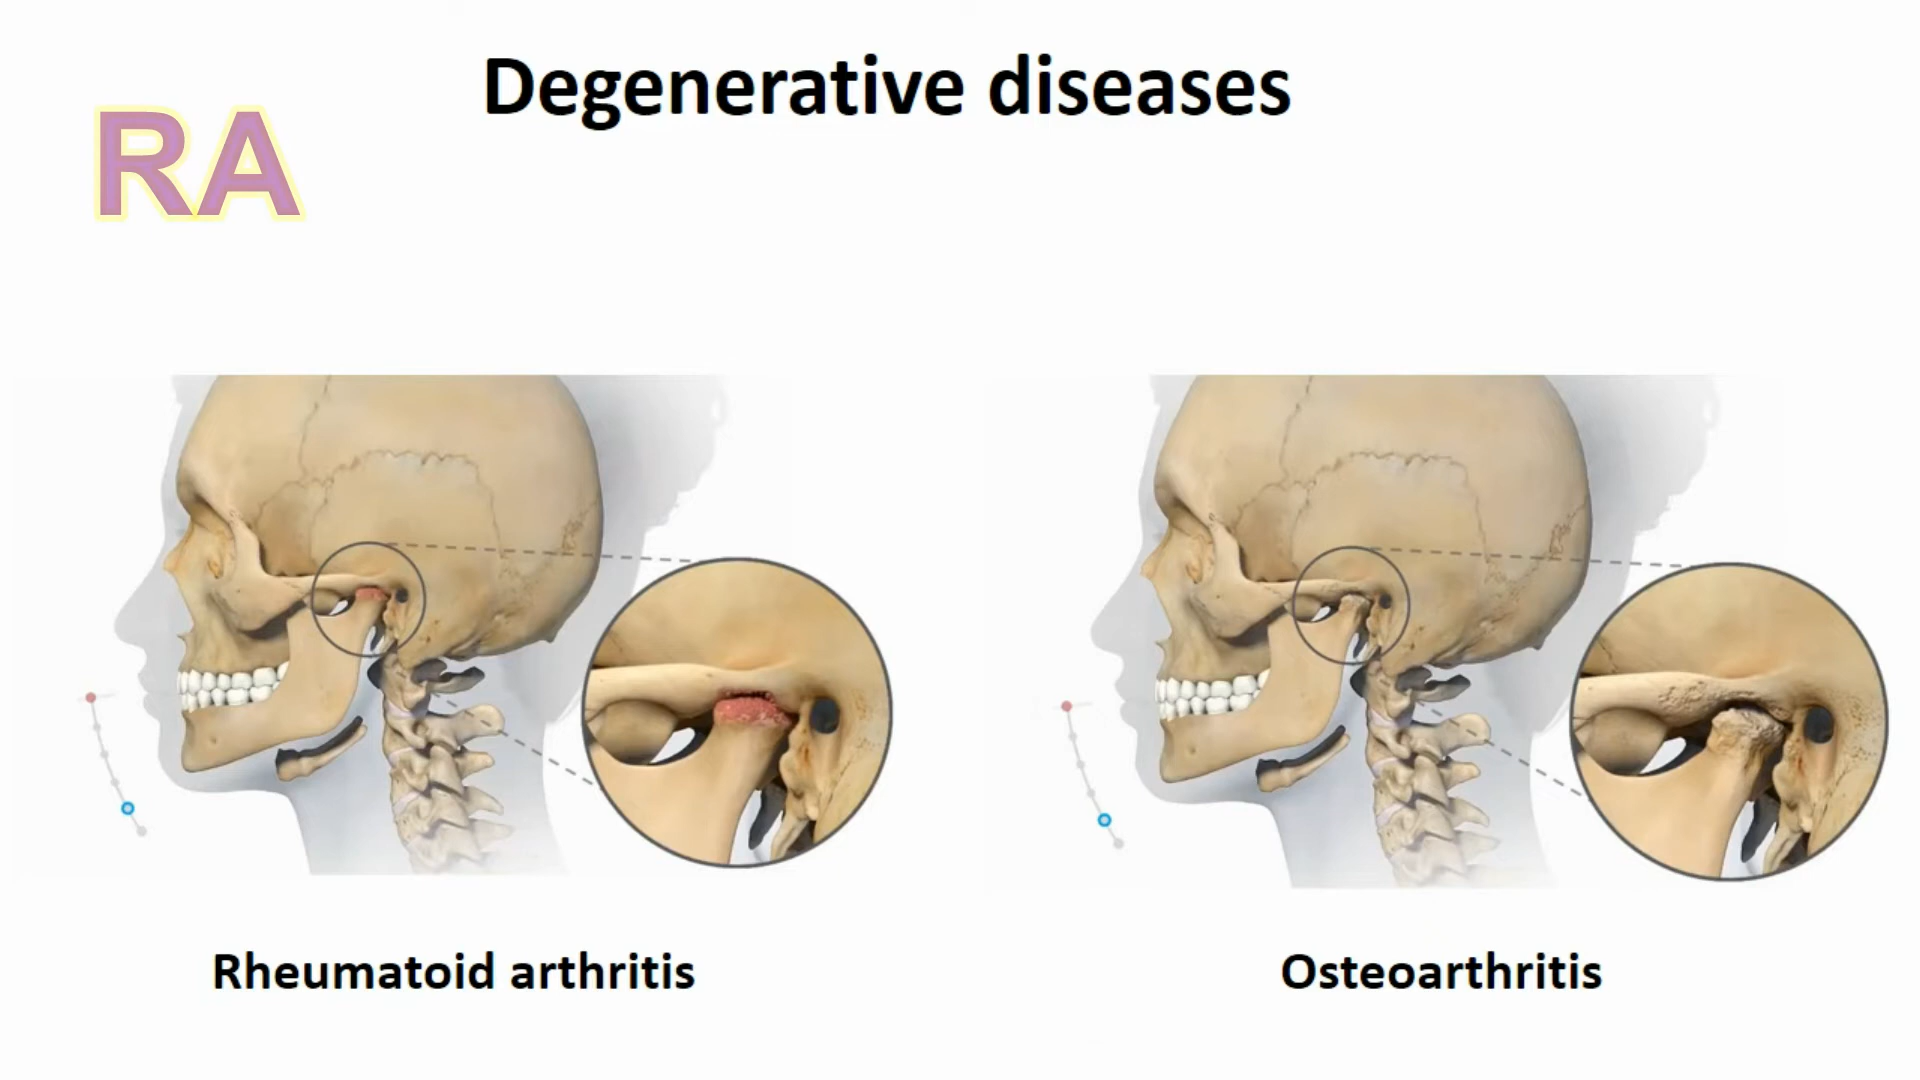 Degenerative diseases
RA
Rheumatoid arthritis
Osteoarthritis